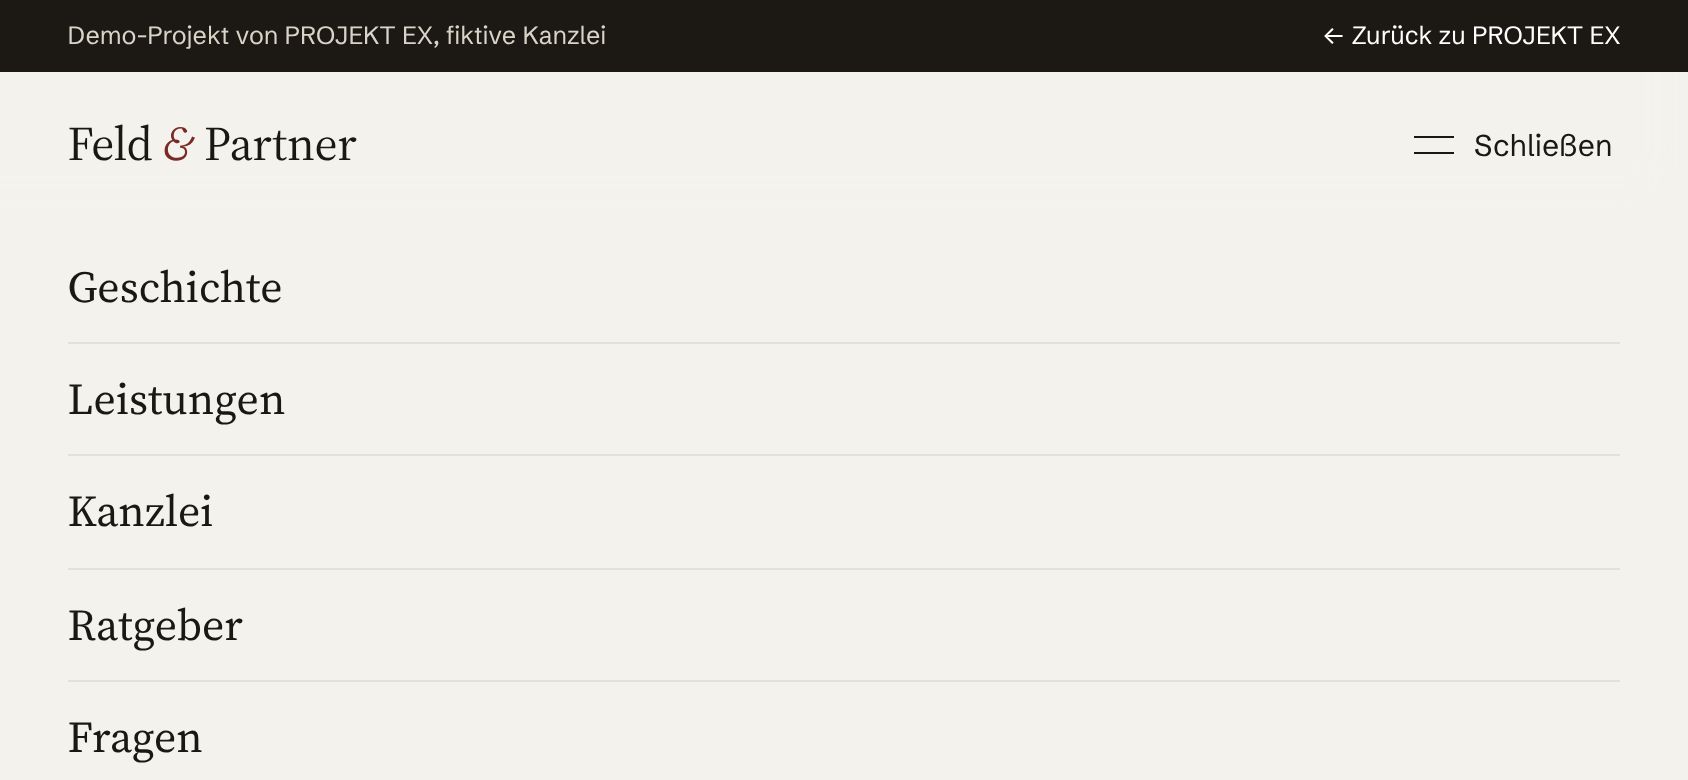 Demo-Projekt von PROJEKT EX, fiktive Kanzlei
← Zurück zu PROJEKT EX
Feld & Partner
Schließen
Geschichte
Leistungen
Kanzlei
Ratgeber
Fragen